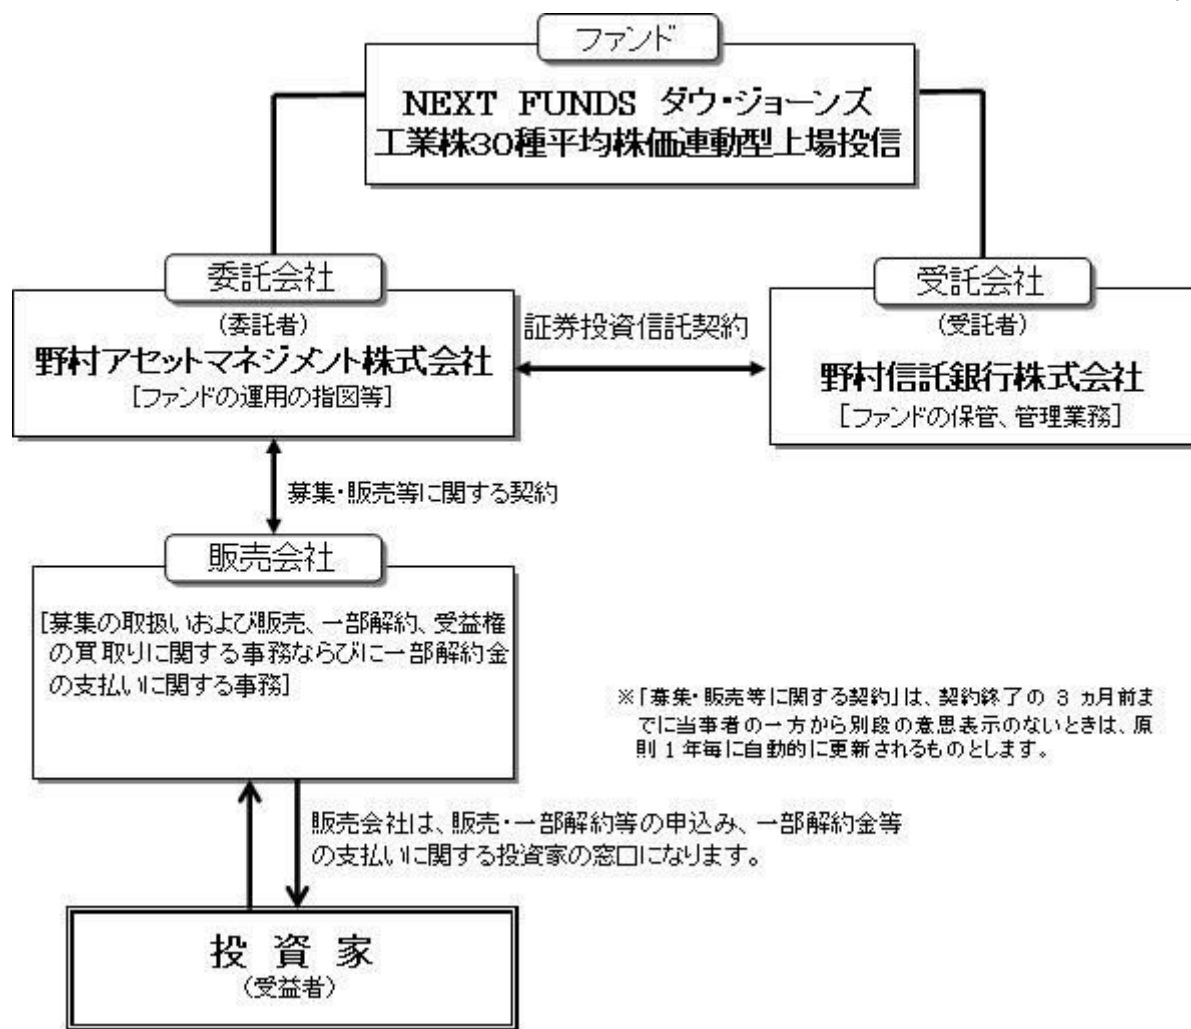 ファンド
NEXT FUNDS ダウ・ジョーンズ
工業株30種平均株価連動型上場投信
委託会社
(委託者)
野村アセットマネジメント株式会社
[ファンドの運用の指図等]
証券投資信託契約
受託会社
(受託者)
野村信託銀行株式会社
[ファンドの保管、管理業務]
募集・販売等に関する契約
販売会社
[募集の取扱いおよび販売、一部解約、受益権
の買取りに関する事務ならびに一部解約金
の支払いに関する事務]
※「募集・販売等に関する契約」は、契約終了の 3 ヵ月前ま
でに当事者の一方から別段の意思表示のないときは、原
則 1 年毎に自動的に更新されるものとします。
販売会社は、販売・一部解約等の申込み、一部解約金等
の支払いに関する投資家の窓口になります。
投 資 家
(受益者)